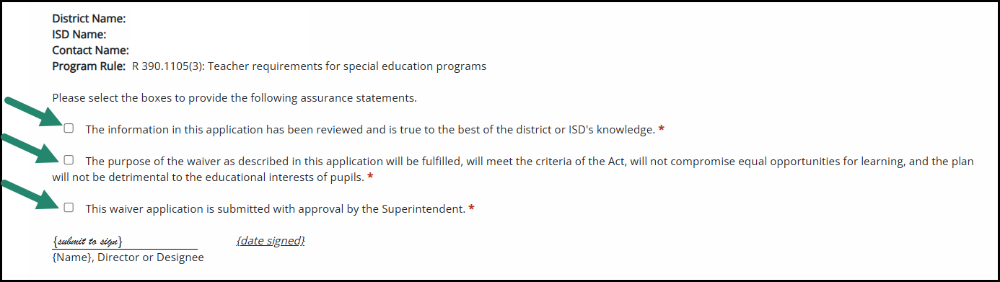 District Name:
ISD Name:
Contact Name:
Program Rule: R 390.1105(3): Teacher requirements for special education programs
Please select the boxes to provide the following assurance statements.
The information in this application has been reviewed and is true to the best of the district or ISD's knowledge. *
The purpose of the waiver as described in this application will be fulfilled, will meet the criteria of the Act, will not compromise equal opportunities for learning, and the plan
will not be detrimental to the educational interests of pupils. *
This waiver application is submitted with approval by the Superintendent. *
{submit to sign} {date signed}
{Name}, Director or Designee